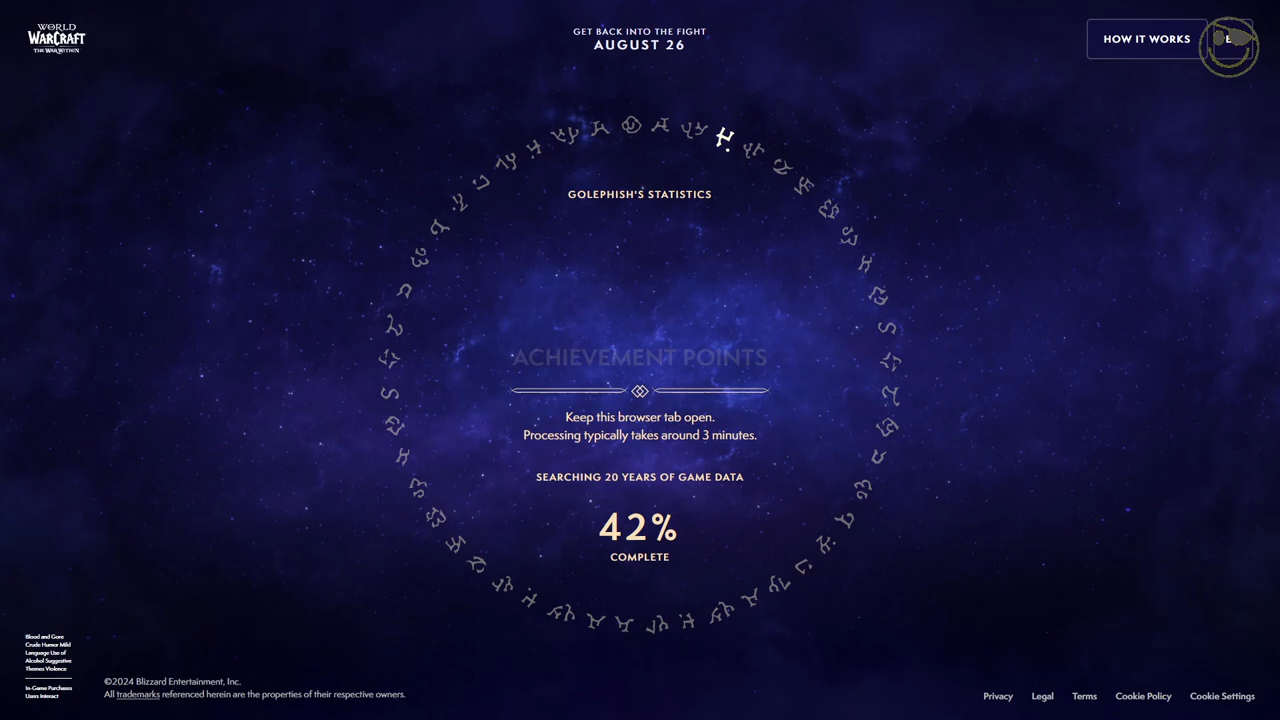 WORLD
WARCRAFT
THE WAR WITHIN
GET BACK INTO THE FIGHT
AUGUST 26
HOW IT WORKS
GOLEPHISH'S STATISTICS
ACHIEVEMENT POINTS
Keep this browser tab open.
Processing typically takes around 3 minutes.
SEARCHING 20 YEARS OF GAME DATA
42%
COMPLETE
Blood and Gore
Crude Humor Mild
Language Use of
Alcohol Suggestive
Themes Violence
In-Game Purchases
Users Interact
©2024 Blizzard Entertainment, Inc.
All trademarks referenced herein are the properties of their respective owners.
Privacy Legal Terms Cookie Policy Cookie Settings